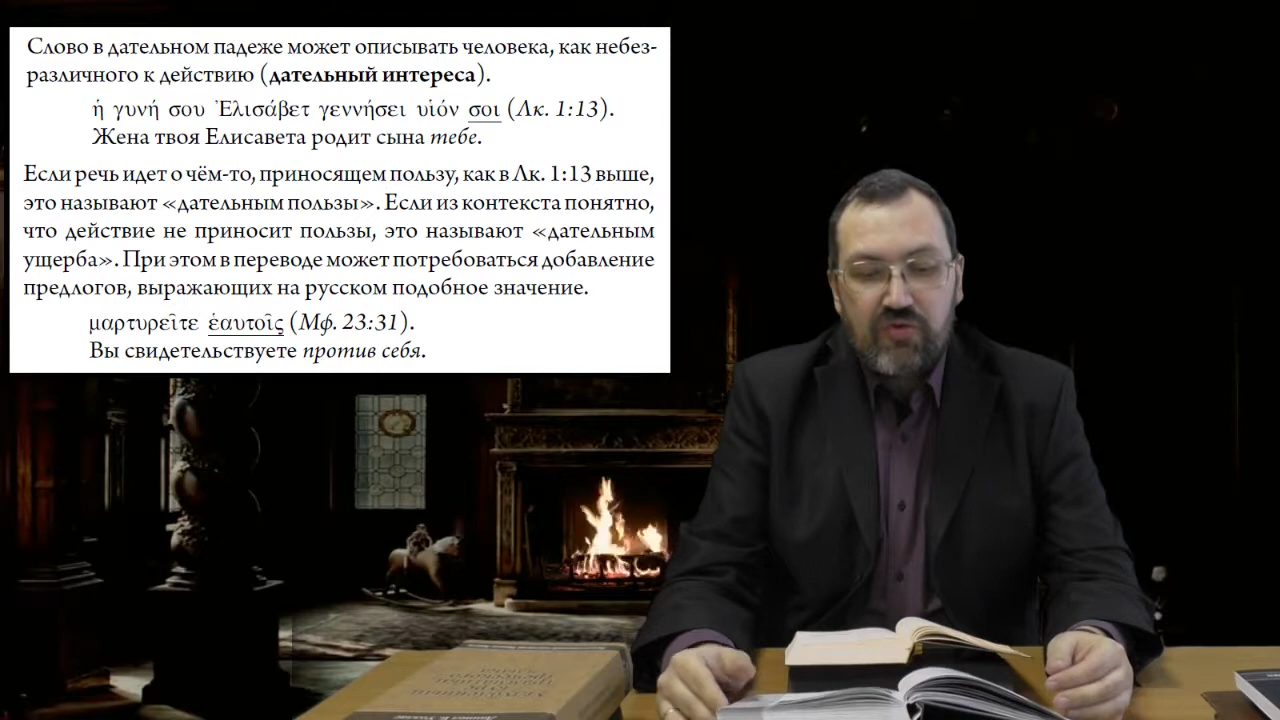 Слово в дательном падеже может описывать человека, как небез-
различного к действию (дательный интереса).
ἡ γυνή σου Ἐλισάβετ γεννήσει υἱόν σοι (Лк. 1:13).
Жена твоя Елисавета родит сына тебе.
Если речь идет о чём-то, приносящем пользу, как в Лк. 1:13 выше,
это называют «дательным пользы». Если из контекста понятно,
что действие не приносит пользы, это называют «дательным
ущерба». При этом в переводе может потребоваться добавление
предлогов, выражающих на русском подобное значение.
μαρτυρεῖτε ἑαυτοῖς (Мф. 23:31).
Вы свидетельствуете против себя.